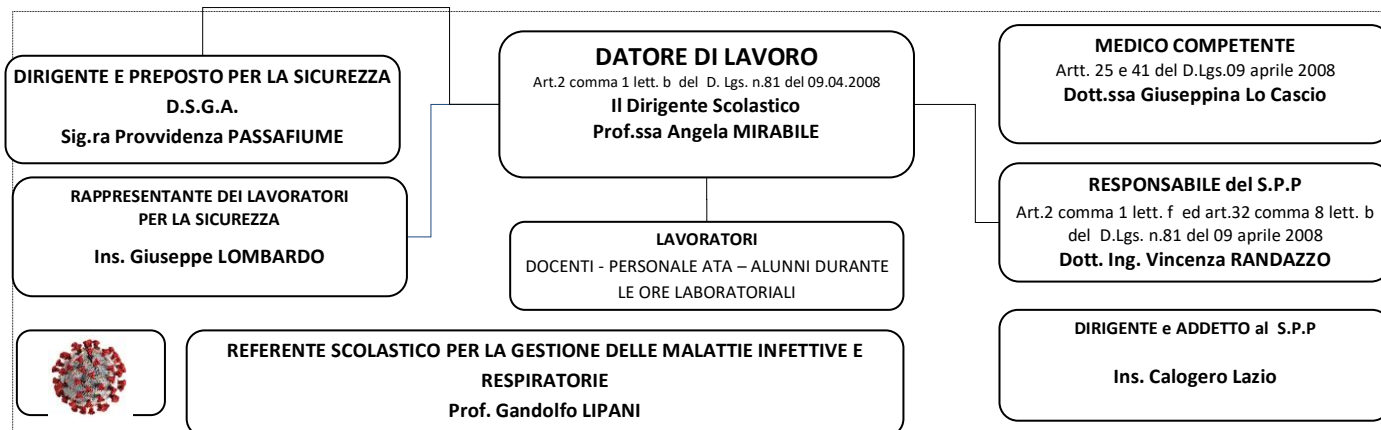 DIRIGENTE E PREPOSTO PER LA SICUREZZA
D.S.G.A.
Sig.ra Provvidenza PASSAFIUME
DATORE DI LAVORO
Art.2 comma 1 lett. b del D. Lgs. n.81 del 09.04.2008
Il Dirigente Scolastico
Prof.ssa Angela MIRABILE
MEDICO COMPETENTE
Artt. 25 e 41 del D.Lgs.09 aprile 2008
Dott.ssa Giuseppina Lo Cascio
RAPPRESENTANTE DEI LAVORATORI
PER LA SICUREZZA
Ins. Giuseppe LOMBARDO
LAVORATORI
DOCENTI - PERSONALE ATA – ALUNNI DURANTE
LE ORE LABORATORIALI
RESPONSABILE del S.P.P
Art.2 comma 1 lett. f ed art.32 comma 8 lett. b
del D.Lgs. n.81 del 09 aprile 2008
Dott. Ing. Vincenza RANDAZZO
REFERENTE SCOLASTICO PER LA GESTIONE DELLE MALATTIE INFETTIVE E
RESPIRATORIE
Prof. Gandolfo LIPANI
DIRIGENTE e ADDETTO al S.P.P
Ins. Calogero Lazio